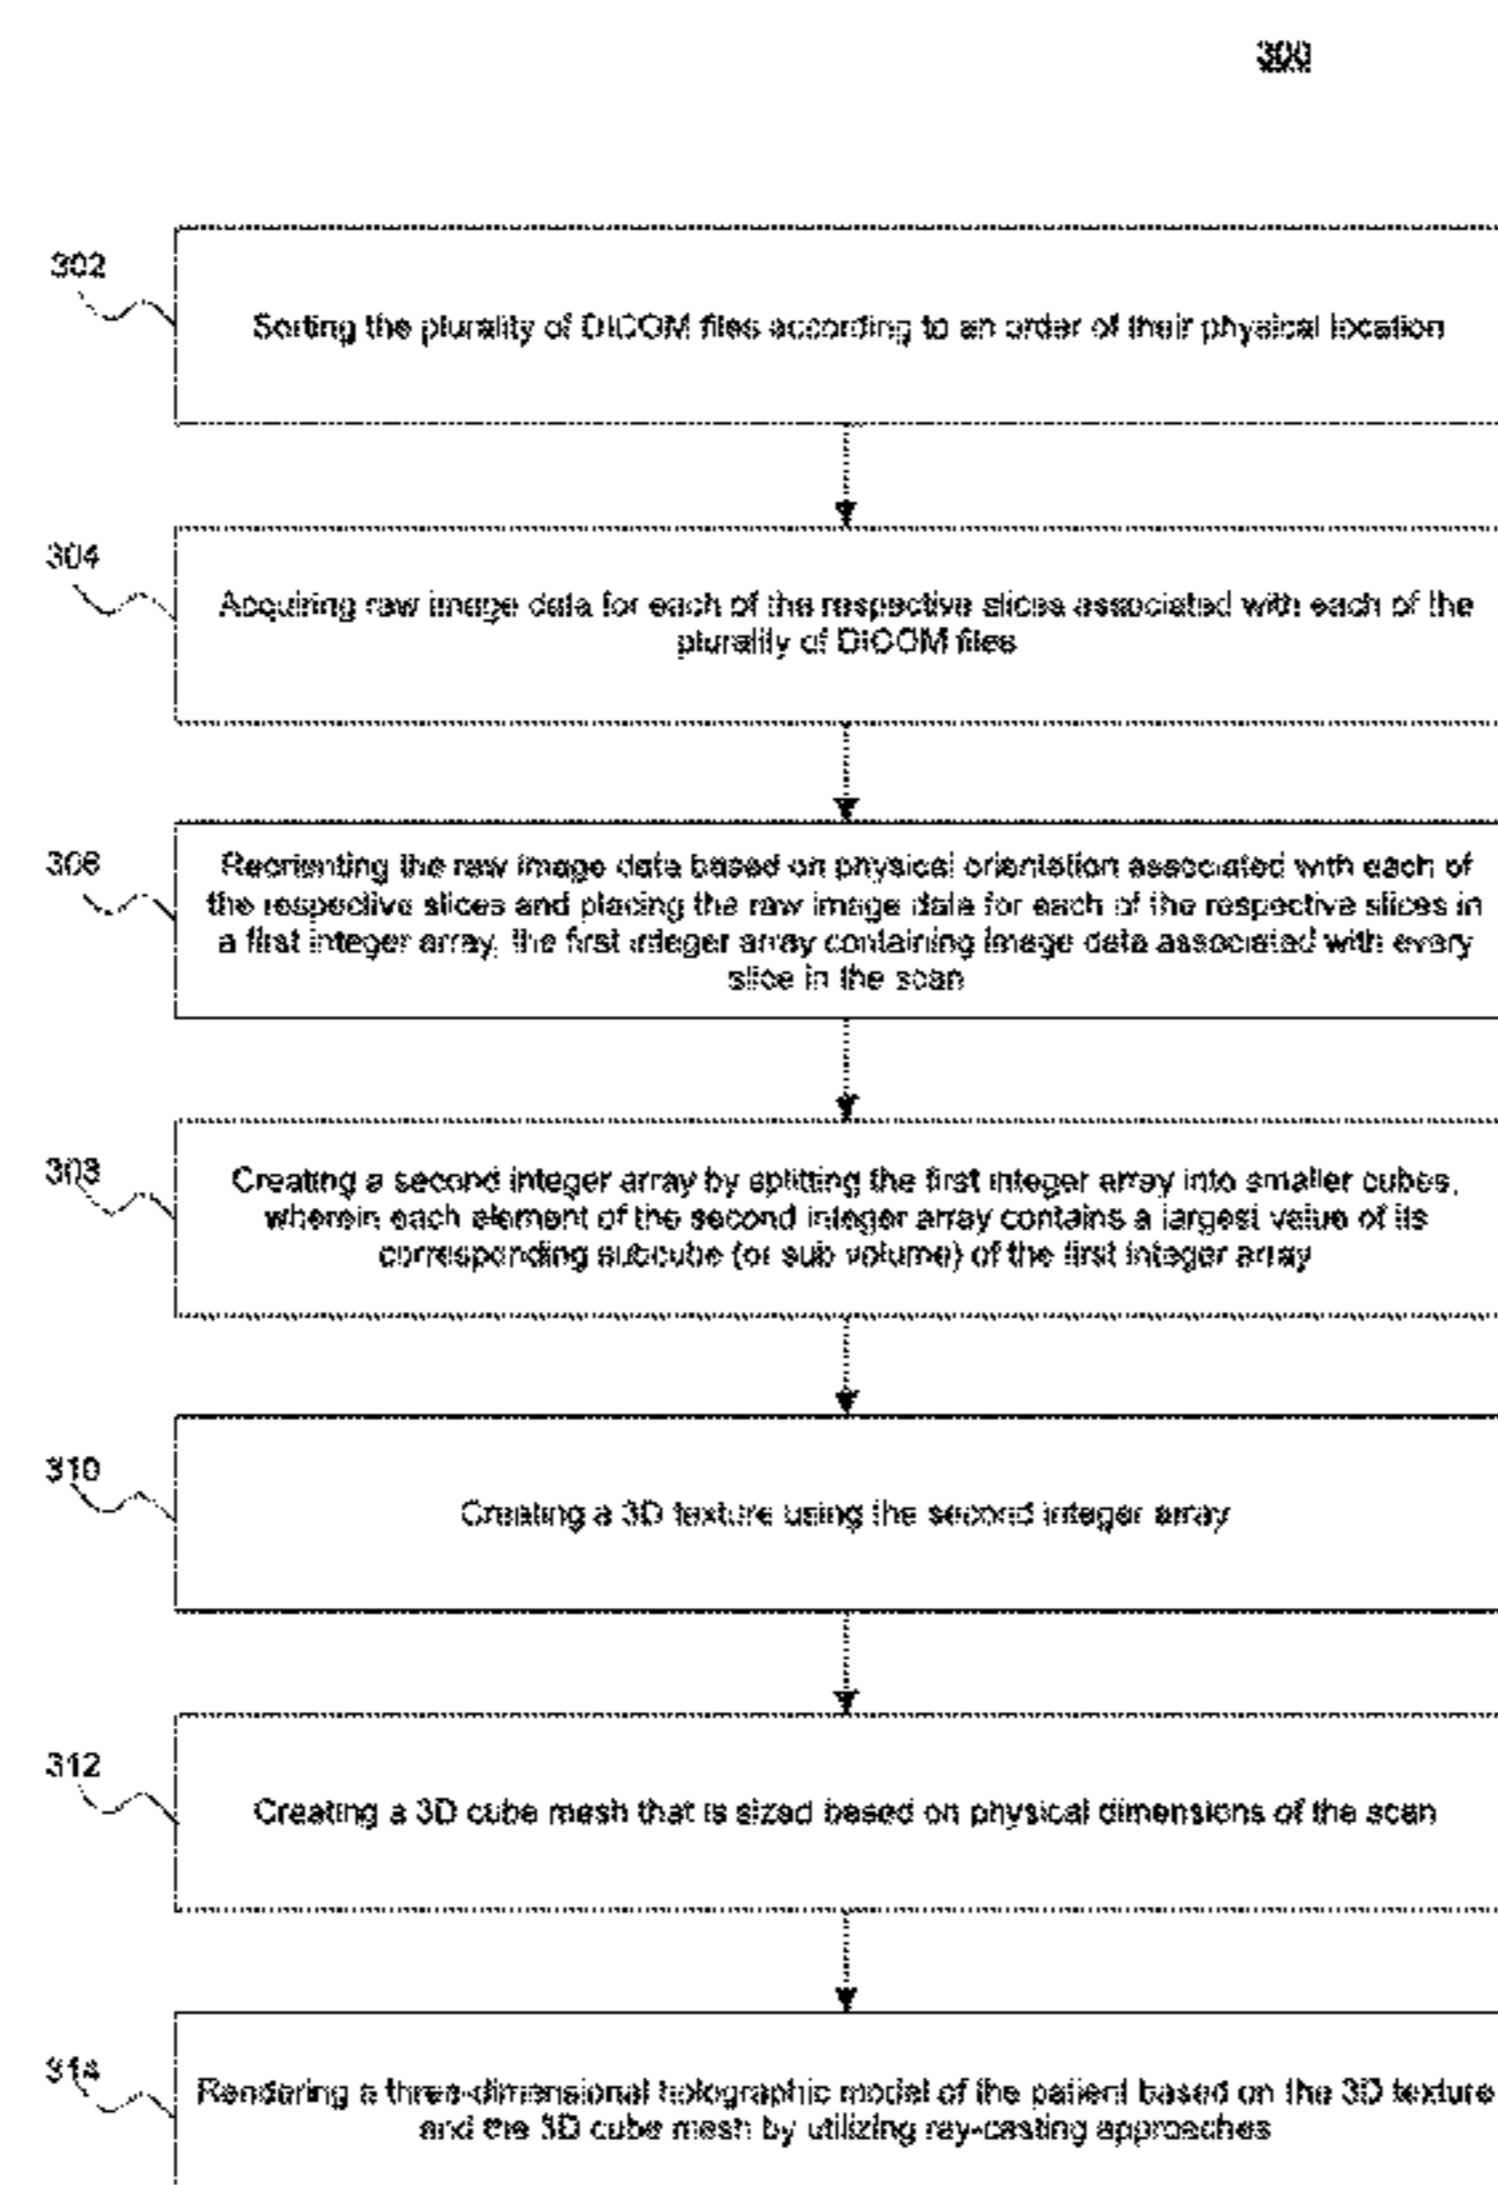 300
302
Sorting the plurality of DICOM files according to an order of their physical location
304
Acquiring raw image data for each of the respective slices associated with each of the
plurality of DICOM files
306
Reorienting the raw image data based on physical orientation associated with each of
the respective slices and placing the raw image data for each of the respective slices in
a first integer array, the first integer array containing image data associated with every
slice in the scan
308
Creating a second integer array by splitting the first integer array into smaller cubes,
wherein each element of the second integer array contains a largest value of its
corresponding subcube (or sub volume) of the first integer array
310
Creating a 3D texture using the second integer array
312
Creating a 3D cube mesh that is sized based on physical dimensions of the scan
314
Rendering a three-dimensional holographic model of the patient based on the 3D texture
and the 3D cube mesh by utilizing ray-casting approaches